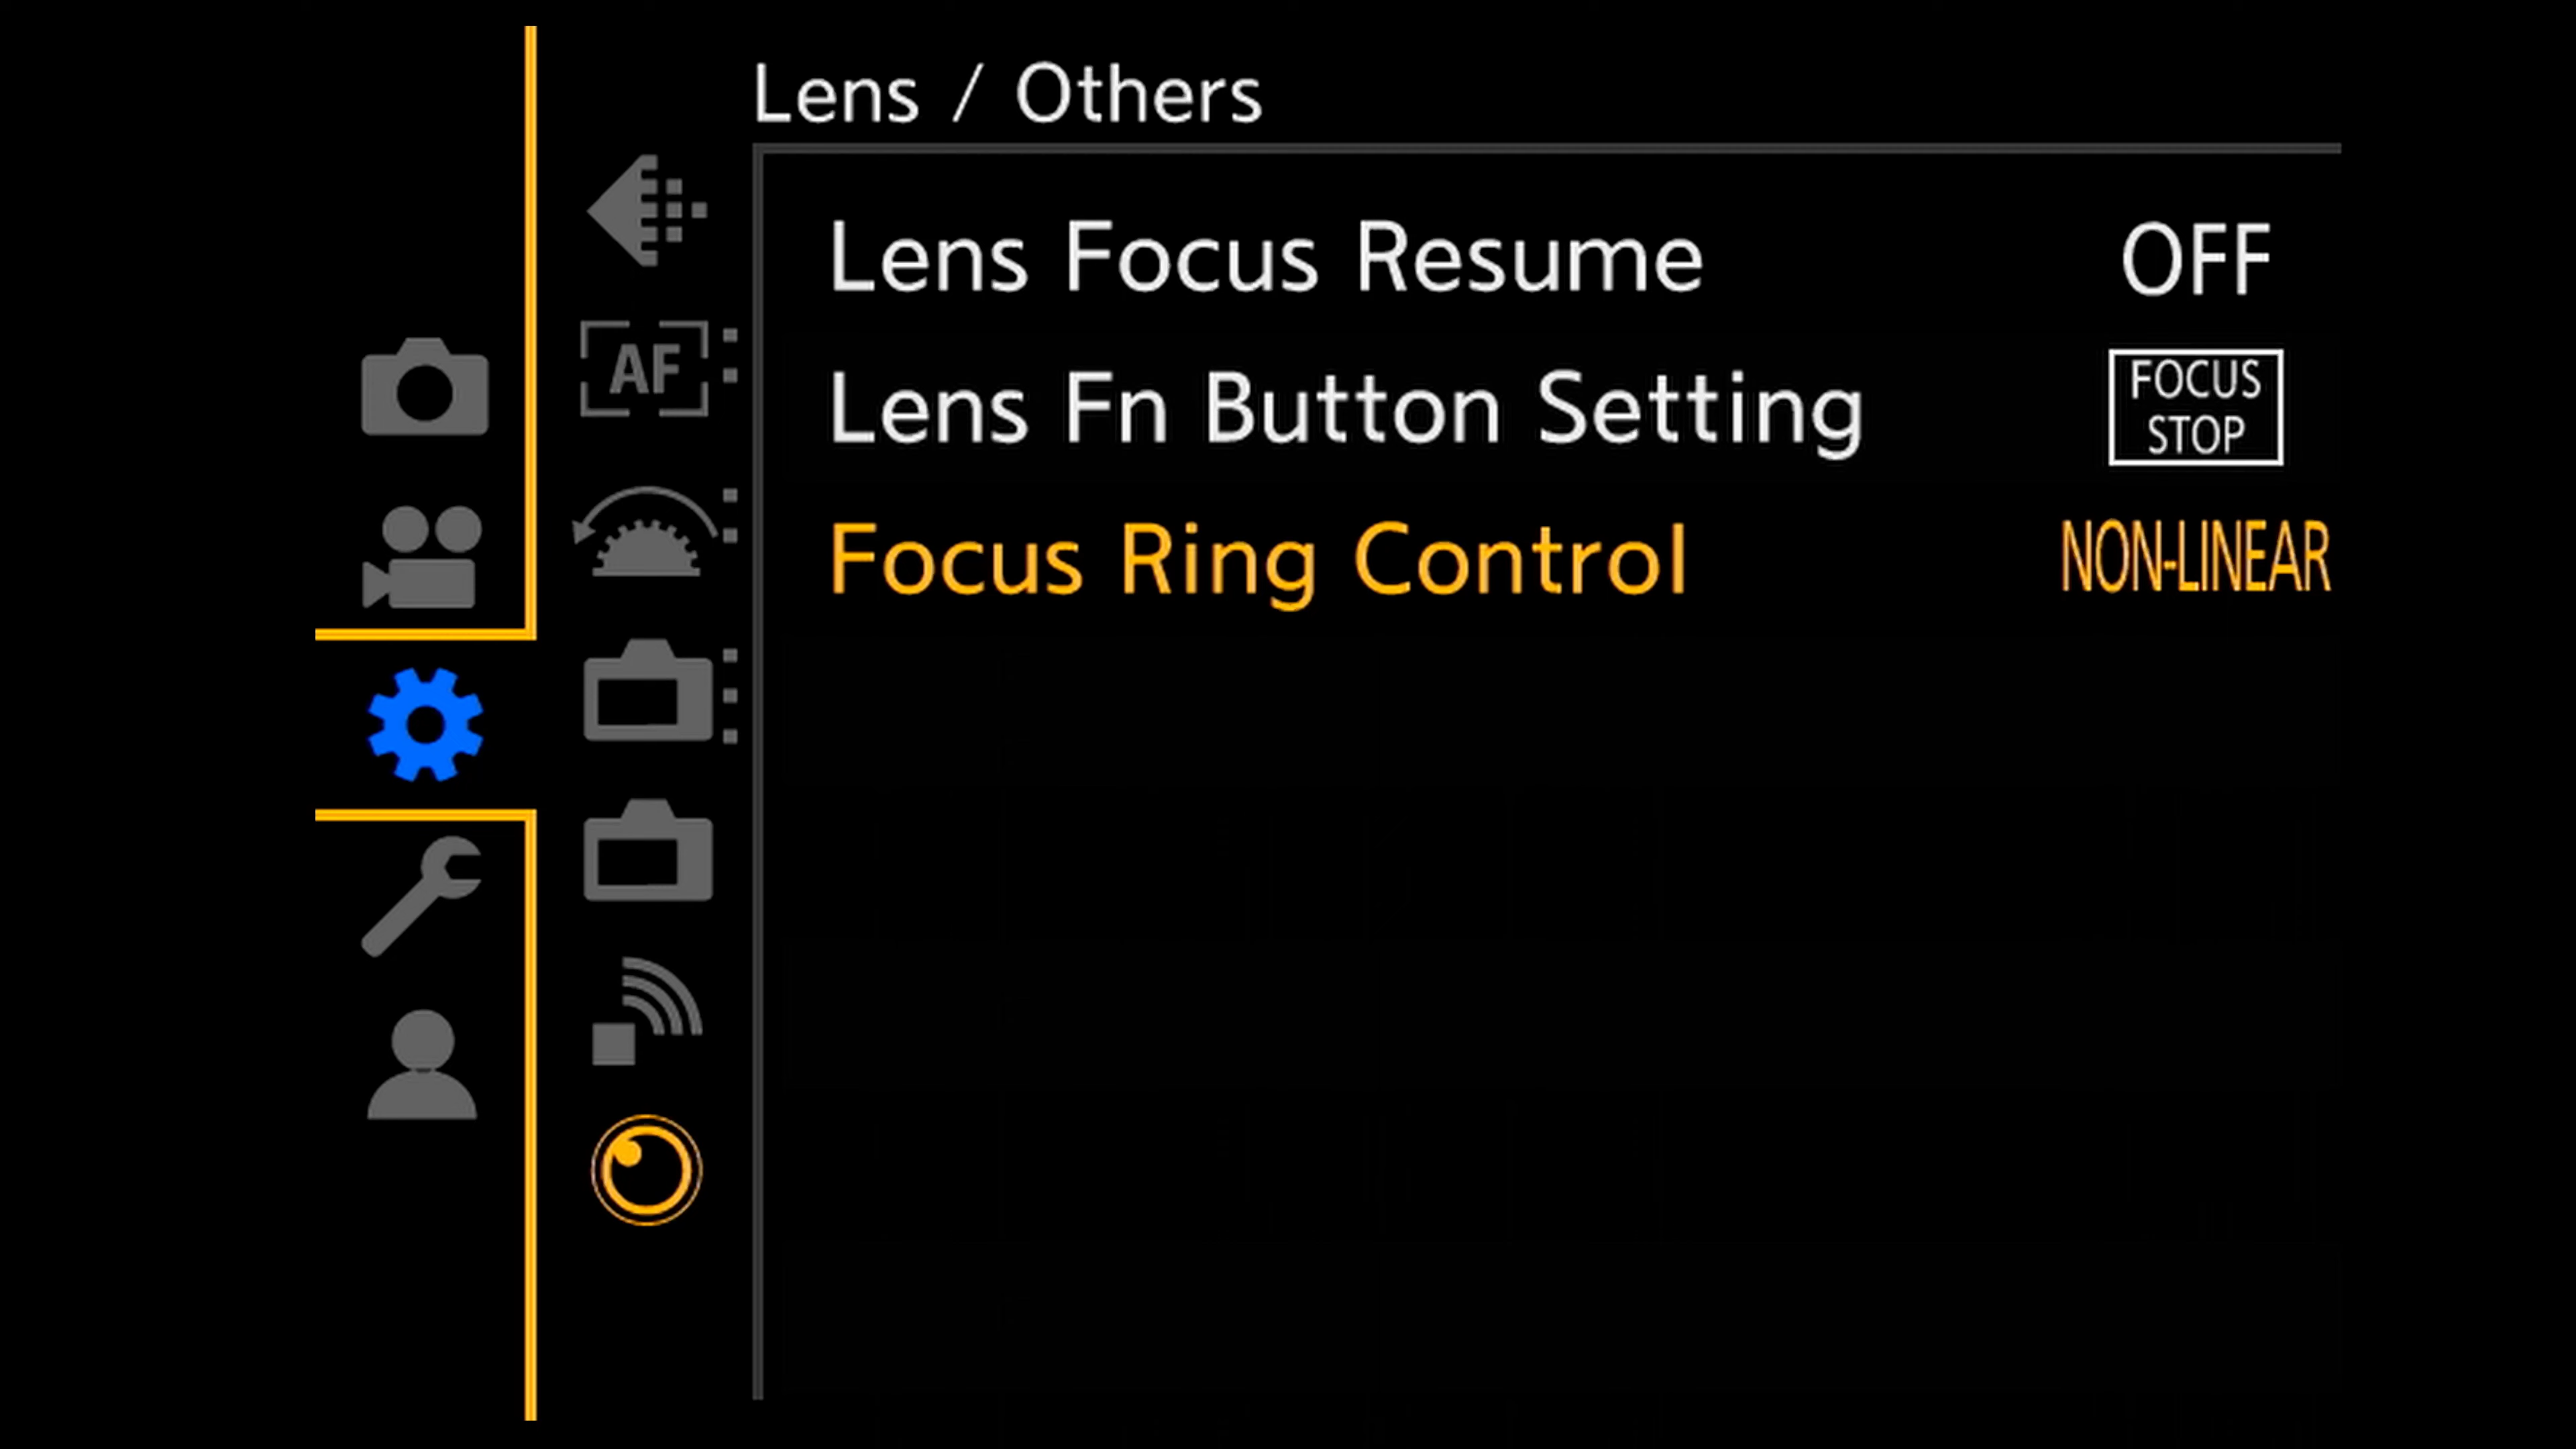 Lens / Others
AF
Lens Focus Resume OFF
Lens Fn Button Setting FOCUS STOP
Focus Ring Control NON-LINEAR